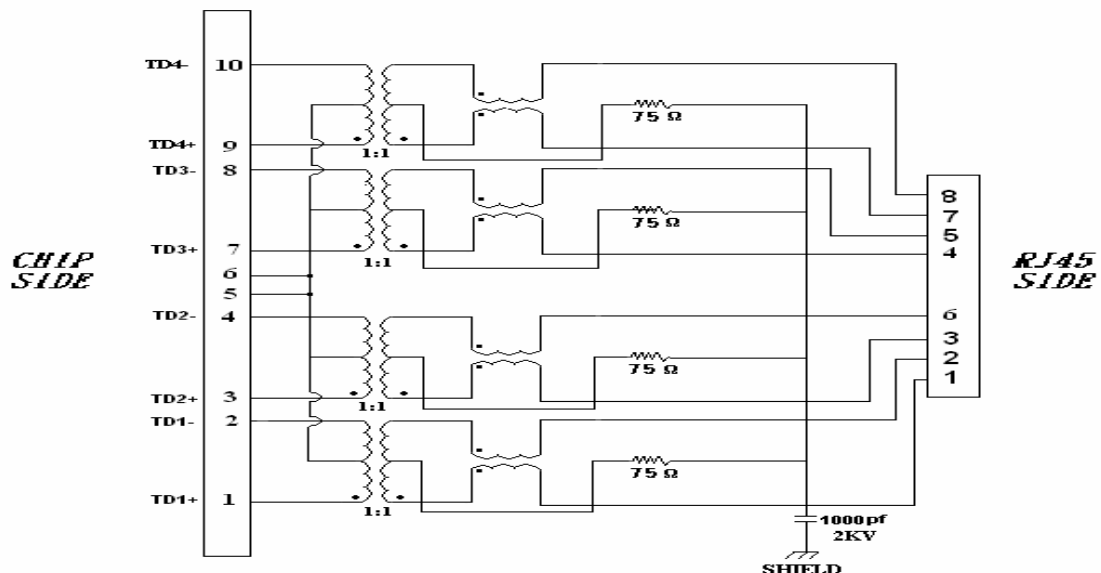 TD4- 10
75 Ω
TD4+ 9
1:1
TD3- 8
8
7
75 Ω
5
TD3+ 7
4
1:1
CHIP SIDE
RJ45 SIDE
6
5
TD2- 4
6
3
2
75 Ω
1
TD2+ 3
1:1
TD1- 2
75 Ω
TD1+ 1
1:1
1000pf
2KV
SHIELD